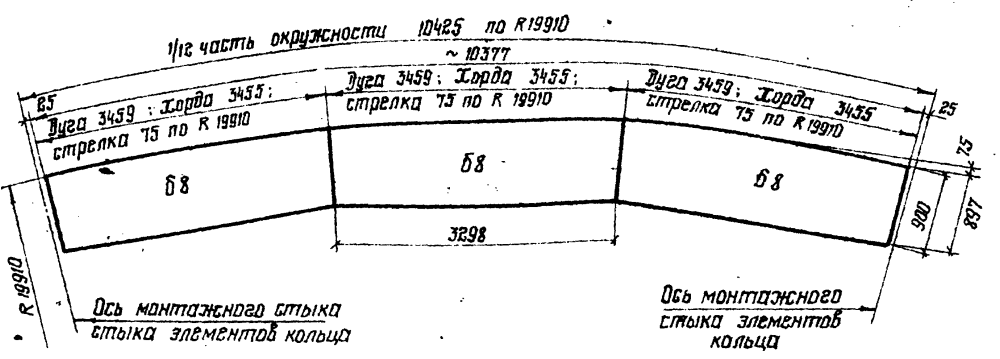 1/12 часть окружности 10425 по R19910
~ 10377
25
Дуга 3459 ; Хорда 3455;
стрелка 75 по R 19910
Дуга 3459; Хорда 3455;
стрелка 75 по R 19910
Дуга 3459; Хорда 3455
стрелка 75 по R 19910
25
75
Б8
Б8
Б8
900
897
3298
R 19910
Ось монтажного стыка
стыка элементов кольца
Ось монтажного
стыка элементов
кольца